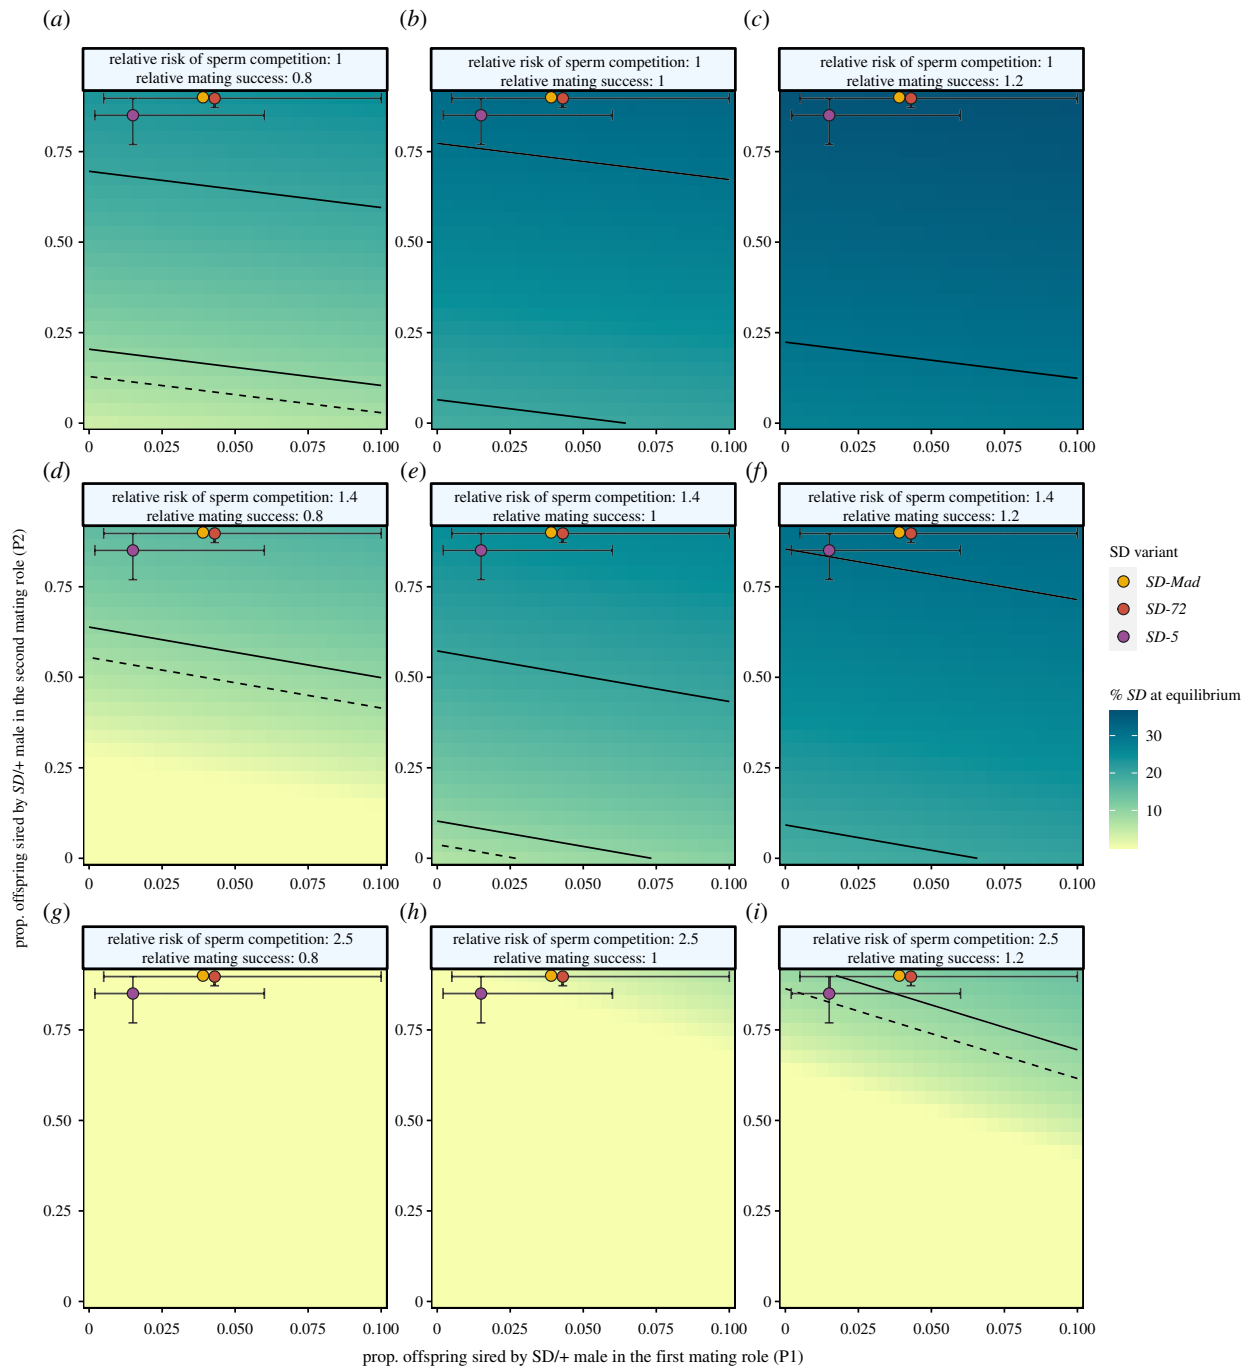 (a)
(b)
(c)
relative risk of sperm competition: 1
relative mating success: 0.8
relative risk of sperm competition: 1
relative mating success: 1
relative risk of sperm competition: 1
relative mating success: 1.2
0.75
0.75
0.75
0.50
0.50
0.50
0.25
0.25
0.25
0
0
0
0 0.025 0.050 0.075 0.100
0 0.025 0.050 0.075 0.100
0 0.025 0.050 0.075 0.100
(d)
(e)
(f)
relative risk of sperm competition: 1.4
relative mating success: 0.8
relative risk of sperm competition: 1.4
relative mating success: 1
relative risk of sperm competition: 1.4
relative mating success: 1.2
0.75
0.75
0.75
0.50
0.50
0.50
0.25
0.25
0.25
0
0
0
0 0.025 0.050 0.075 0.100
0 0.025 0.050 0.075 0.100
0 0.025 0.050 0.075 0.100
prop. offspring sired by SD/+ male in the second mating role (P2)
SD variant
SD-Mad
SD-72
SD-5
% SD at equilibrium
30
20
10
(g)
(h)
(i)
relative risk of sperm competition: 2.5
relative mating success: 0.8
relative risk of sperm competition: 2.5
relative mating success: 1
relative risk of sperm competition: 2.5
relative mating success: 1.2
0.75
0.75
0.75
0.50
0.50
0.50
0.25
0.25
0.25
0
0
0
0 0.025 0.050 0.075 0.100
0 0.025 0.050 0.075 0.100
0 0.025 0.050 0.075 0.100
prop. offspring sired by SD/+ male in the first mating role (P1)